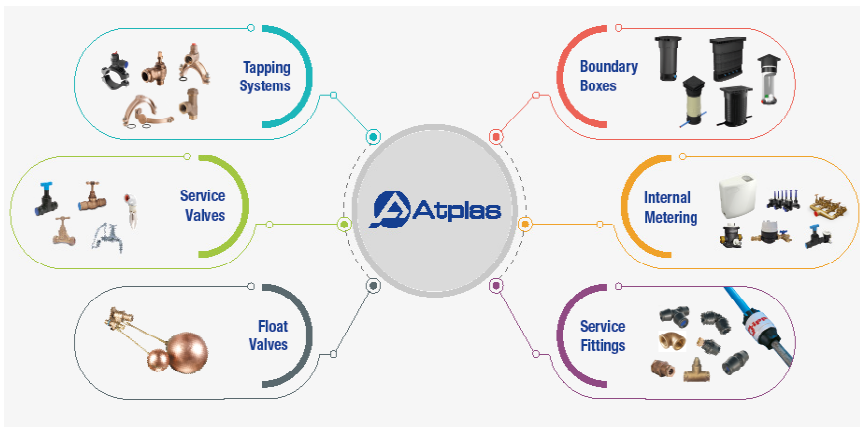 Tapping
Systems
Boundary
Boxes
Service
Valves
Atplas
Internal
Metering
Float
Valves
Service
Fittings